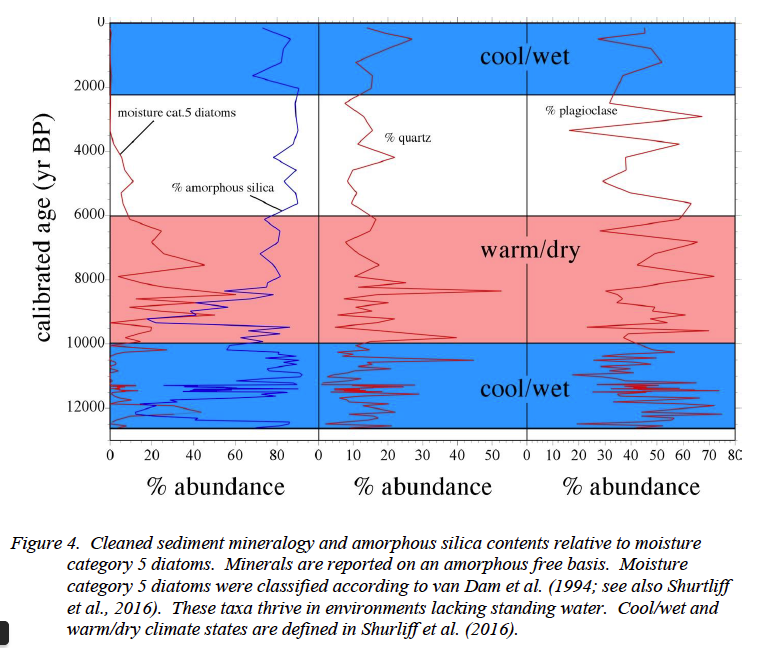 0
cool/wet
2000
moisture cat.5 diatoms
% plagioclase
% quartz
4000
% amorphous silica
6000
warm/dry
8000
10000
cool/wet
12000
calibrated age (yr BP)
0 20 40 60 80 0 10 20 30 40 50 0 10 20 30 40 50 60 70 80
% abundance % abundance % abundance
Figure 4. Cleaned sediment mineralogy and amorphous silica contents relative to moisture
category 5 diatoms. Minerals are reported on an amorphous free basis. Moisture
category 5 diatoms were classified according to van Dam et al. (1994; see also Shurtliff
et al., 2016). These taxa thrive in environments lacking standing water. Cool/wet and
warm/dry climate states are defined in Shurliff et al. (2016).